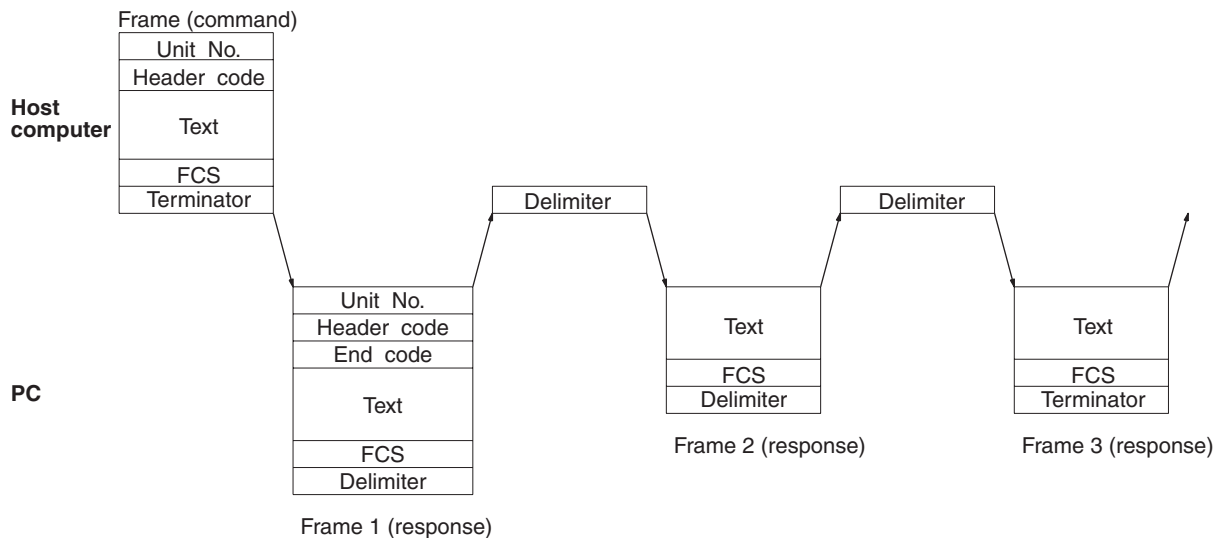 Frame (command)
Unit No.
Header code
Text
FCS
Terminator
Host
computer
Delimiter
Delimiter
PC
Unit No.
Header code
End code
Text
FCS
Delimiter
Frame 1 (response)
Text
FCS
Delimiter
Frame 2 (response)
Text
FCS
Terminator
Frame 3 (response)